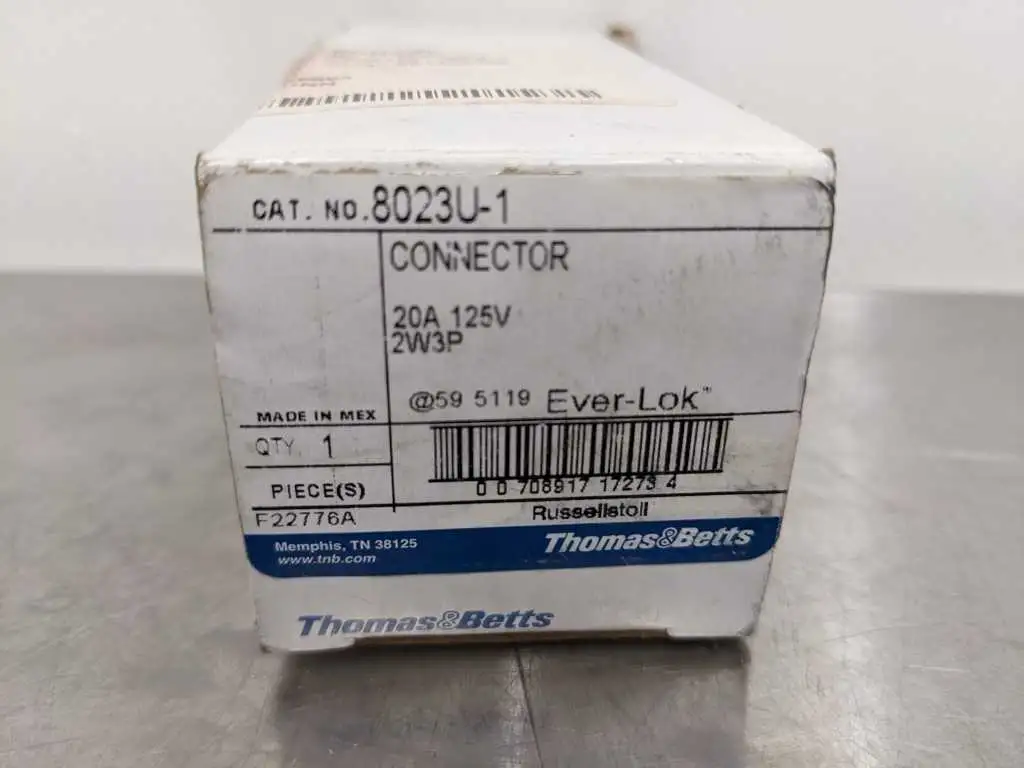 CAT. NO. 8023U-1
CONNECTOR
20A 125V
2W3P
@59 5119 Ever-Lok™
MADE IN MEX
QTY. 1
PIECE(S)
0 0 708917 17273 4
F22776A
Russellstoll
Memphis, TN 38125
www.tnb.com
Thomas&Betts
Thomas&Betts